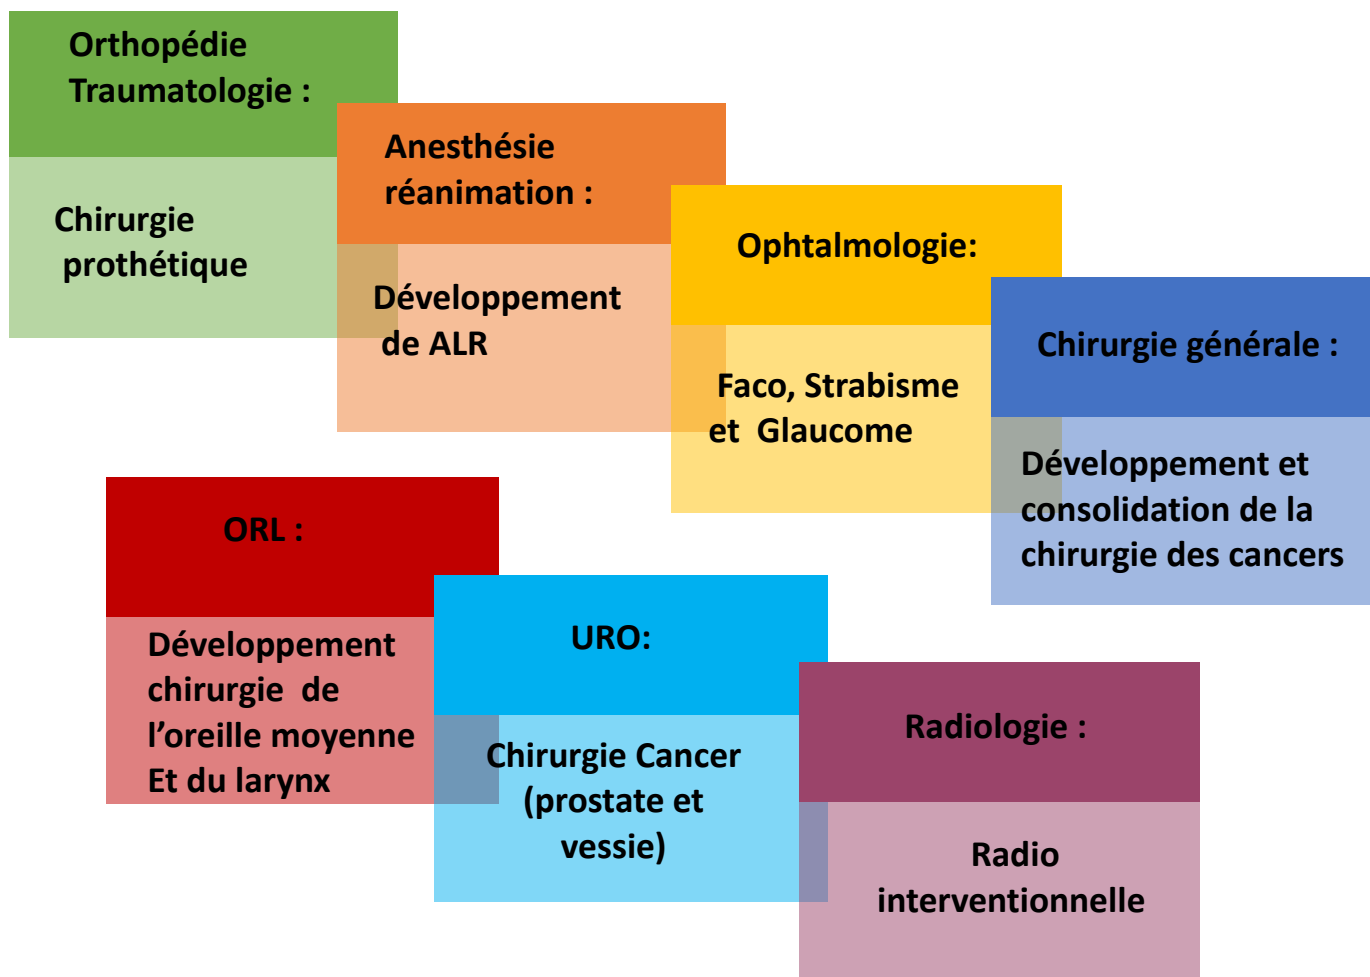 Orthopédie
Traumatologie :
Chirurgie
prothétique
Anesthésie
réanimation :
Développement
de ALR
Ophtalmologie:
Faco, Strabisme
et Glaucome
Chirurgie générale :
Développement et
consolidation de la
chirurgie des cancers
ORL :
Développement
chirurgie de
l’oreille moyenne
Et du larynx
URO:
Chirurgie Cancer
(prostate et
vessie)
Radiologie :
Radio
interventionnelle